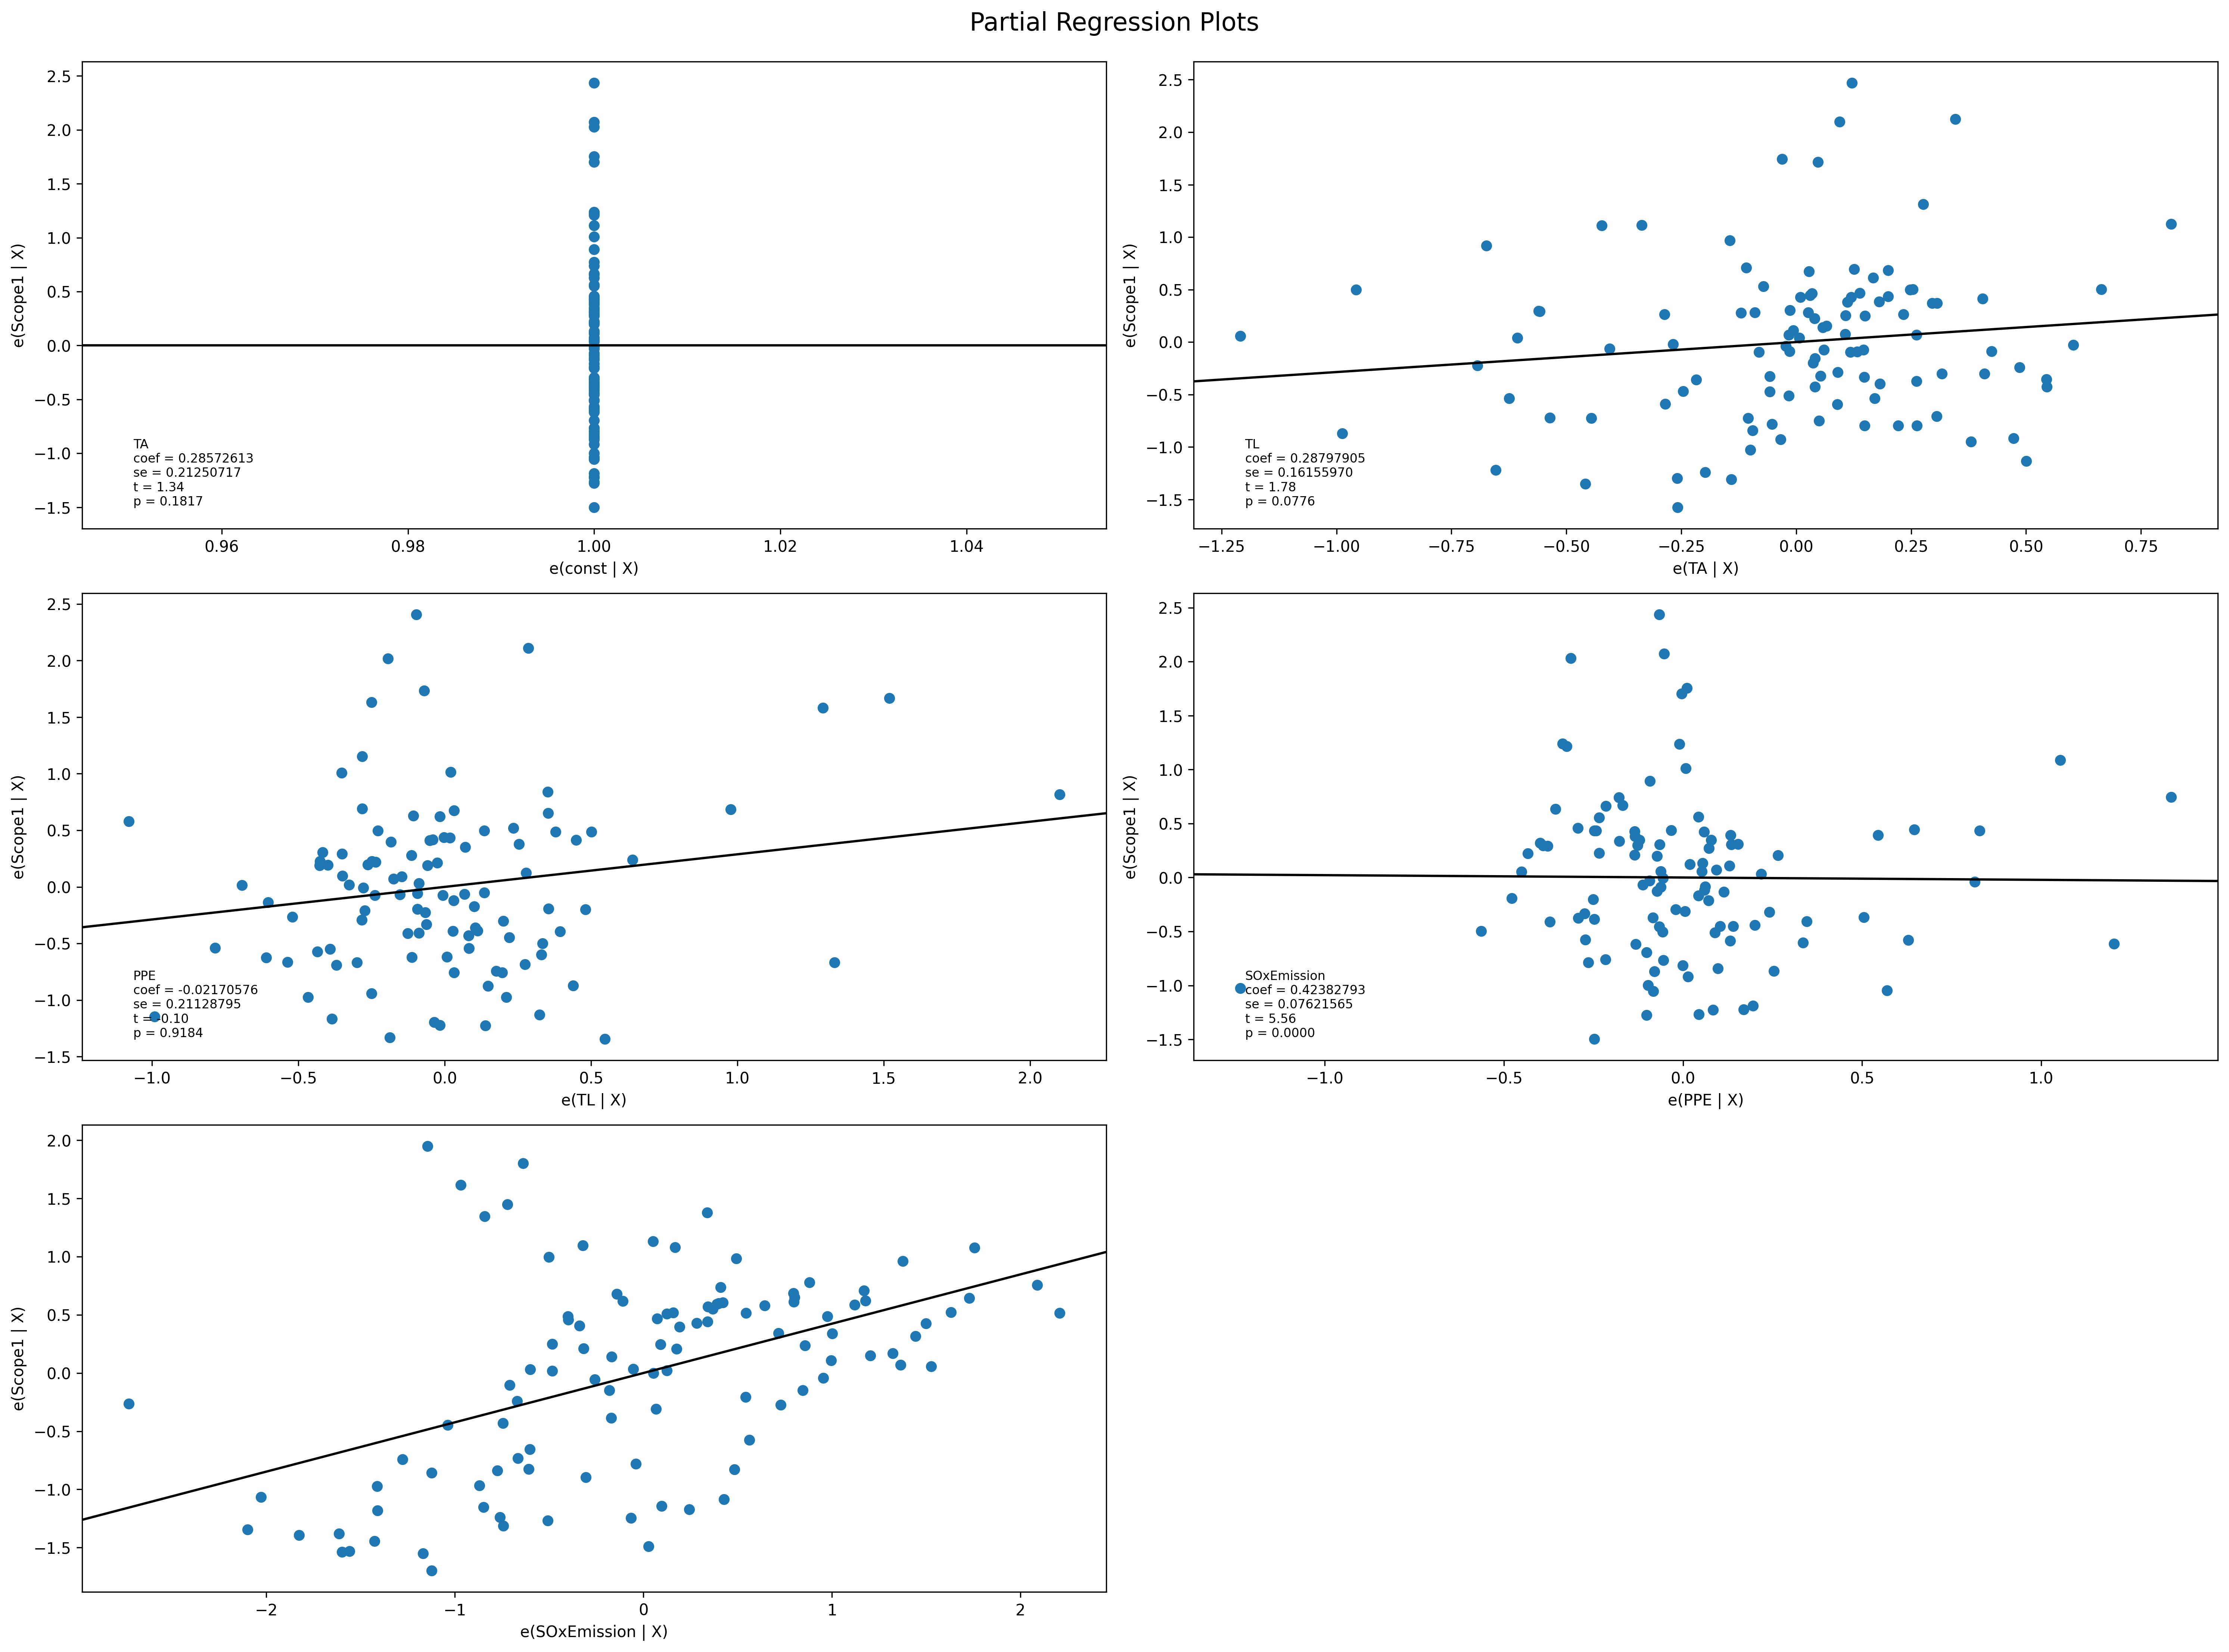 Partial Regression Plots
2.5
2.0
1.5
1.0
0.5
0.0
−0.5
−1.0
−1.5
e(Scope1 | X)
TA
coef = 0.28572613
se = 0.21250717
t = 1.34
p = 0.1817
0.96
0.98
1.00
1.02
1.04
e(const | X)
2.5
2.0
1.5
1.0
0.5
0.0
−0.5
−1.0
−1.5
e(Scope1 | X)
TL
coef = 0.28797905
se = 0.16155970
t = 1.78
p = 0.0776
−1.25
−1.00
−0.75
−0.50
−0.25
0.00
0.25
0.50
0.75
e(TA | X)
2.5
2.0
1.5
1.0
0.5
0.0
−0.5
−1.0
−1.5
e(Scope1 | X)
PPE
coef = -0.02170576
se = 0.21128795
t = -0.10
p = 0.9184
−1.0
−0.5
0.0
0.5
1.0
1.5
2.0
e(TL | X)
2.5
2.0
1.5
1.0
0.5
0.0
−0.5
−1.0
−1.5
e(Scope1 | X)
SOxEmission
coef = 0.42382793
se = 0.07621565
t = 5.56
p = 0.0000
−1.0
−0.5
0.0
0.5
1.0
e(PPE | X)
2.0
1.5
1.0
0.5
0.0
−0.5
−1.0
−1.5
e(Scope1 | X)
−2
−1
0
1
2
e(SOxEmission | X)